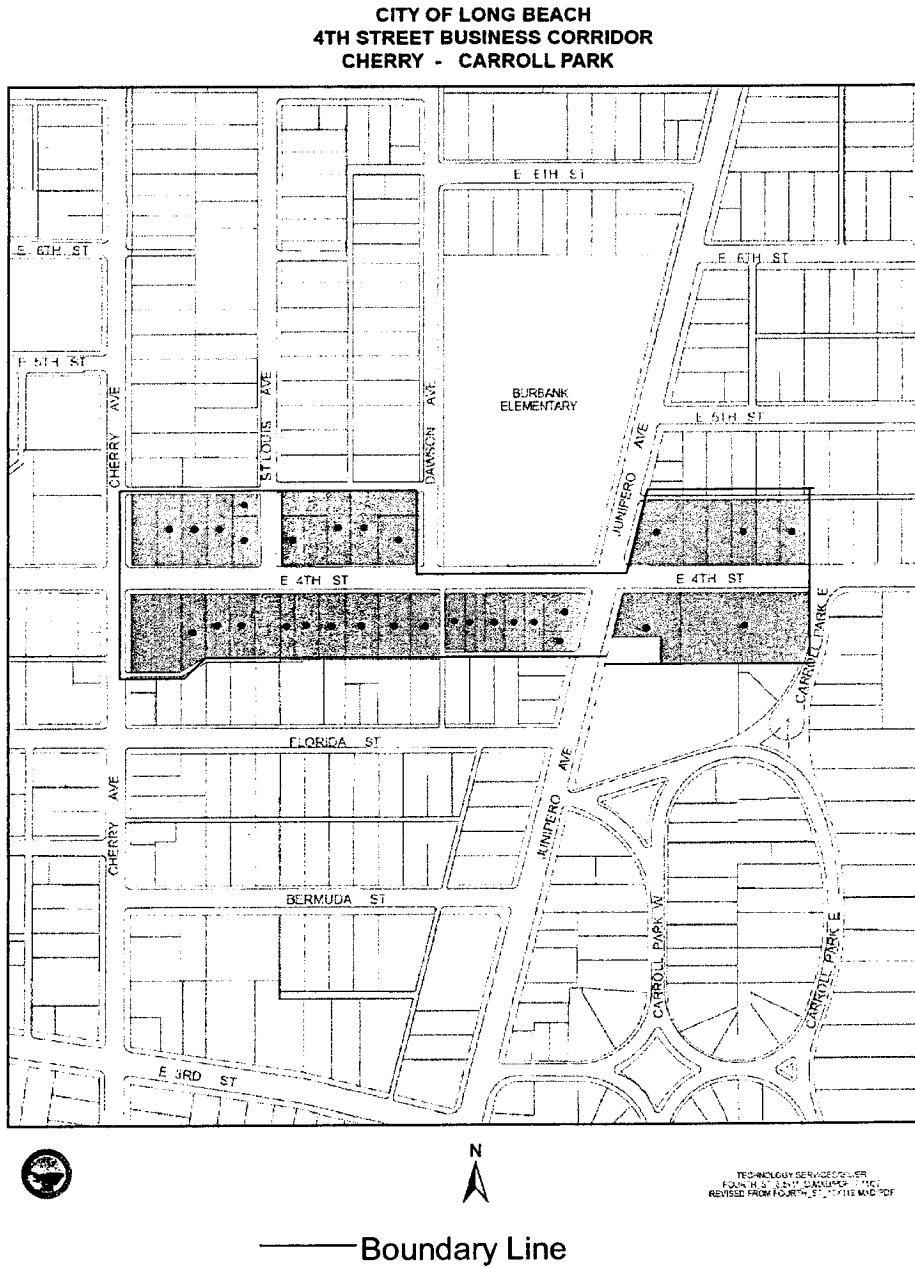 CITY OF LONG BEACH
4TH STREET BUSINESS CORRIDOR
CHERRY - CARROLL PARK
E 6TH ST
E 6TH ST
E 6TH ST
E 5TH ST
CHERRY AVE
ST LOUIS AVE
DAWSON AVE
BURBANK
ELEMENTARY
JUNIPERO AVE
E 5TH ST
E 4TH ST
E 4TH ST
CARROLL PARK E
FLORIDA ST
CHERRY AVE
JUNIPERO AVE
BERMUDA ST
CARROLL PARK W
CARROLL PARK E
E 3RD ST
N
TECHNOLOGY SERVICES
REVISED FROM
Boundary Line